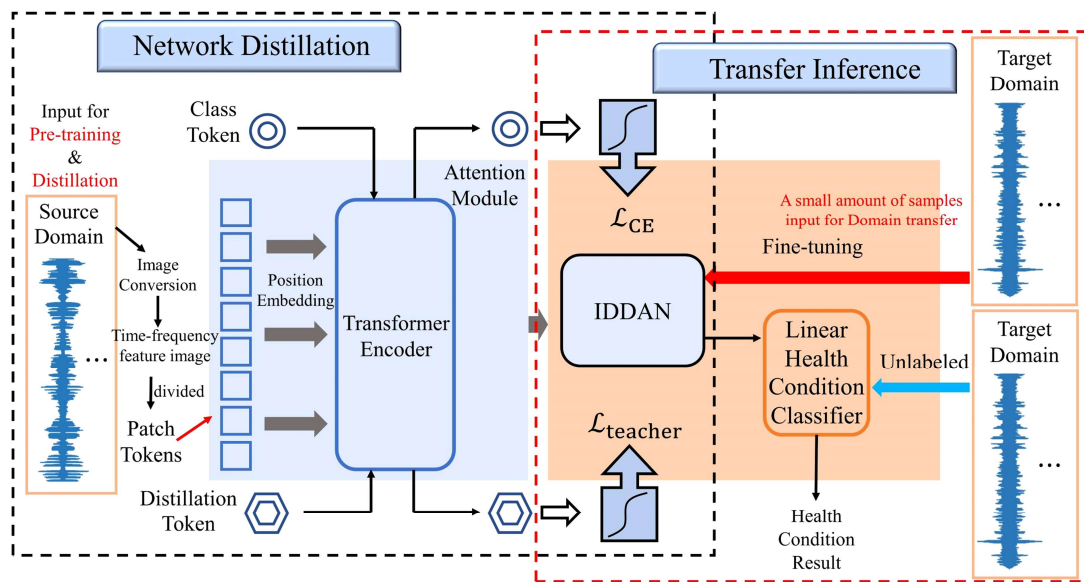 Network Distillation
Transfer Inference
Input for
Pre-training
&
Distillation
Source
Domain
...
Image
Conversion
Time-frequency
feature image
divided
Patch
Tokens
Class
Token
Position
Embedding
Transformer
Encoder
Attention
Module
Distillation
Token
ℒCE
IDDAN
ℒteacher
A small amount of samples
input for Domain transfer
Fine-tuning
Linear
Health
Condition
Classifier
Unlabeled
Health
Condition
Result
Target
Domain
...
Target
Domain
...